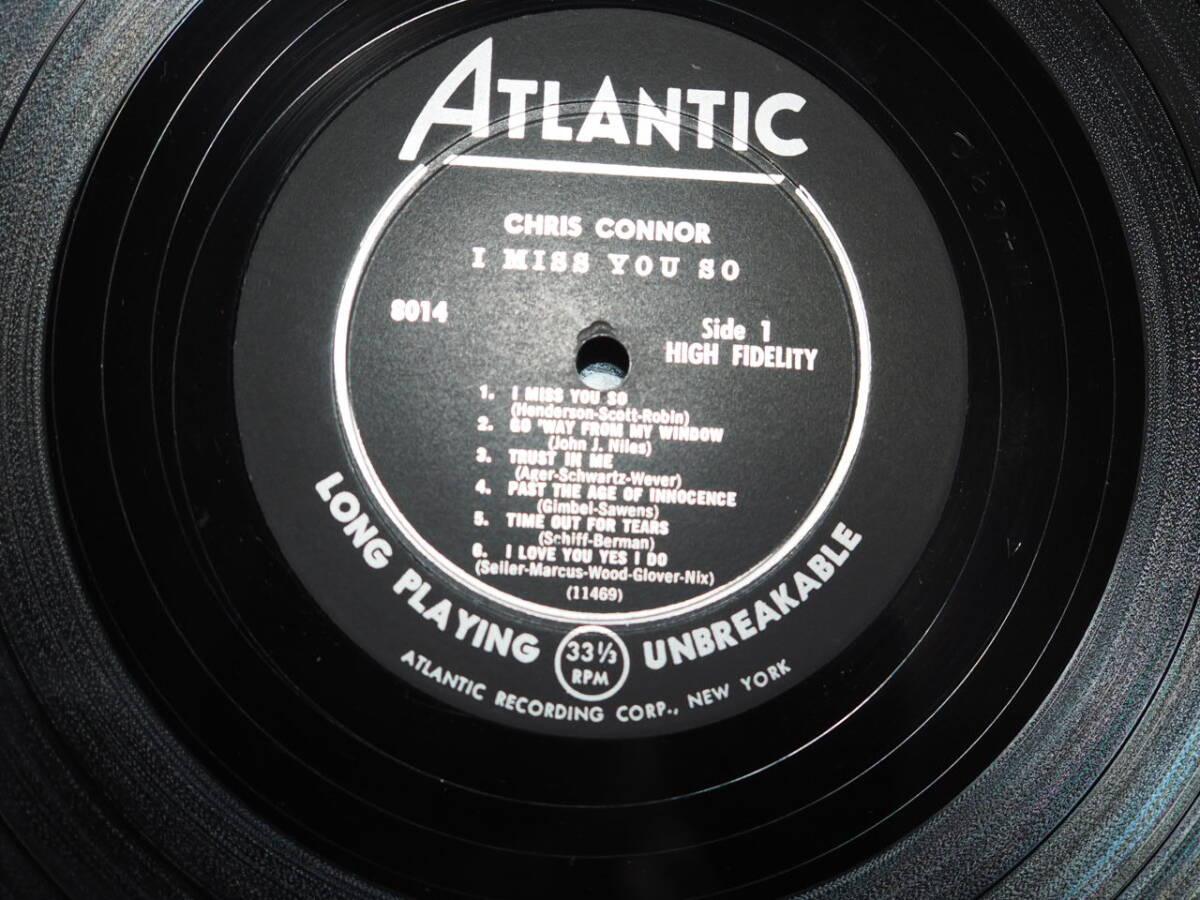 ATLANTIC
CHRIS CONNOR
I MISS YOU SO
8014
Side 1
HIGH FIDELITY
1. I MISS YOU SO
(Henderson-Scott-Robin)
2. GO 'WAY FROM MY WINDOW
(John J. Niles)
3. TRUST IN ME
(Ager-Schwartz-Wever)
4. PAST THE AGE OF INNOCENCE
(Gimbel-Sawens)
5. TIME OUT FOR TEARS
(Schiff-Berman)
6. I LOVE YOU YES I DO
(Seiler-Marcus-Wood-Glover-Nix)
(11469)
LONG PLAYING
33 1/3
RPM
UNBREAKABLE
ATLANTIC RECORDING CORP., NEW YORK